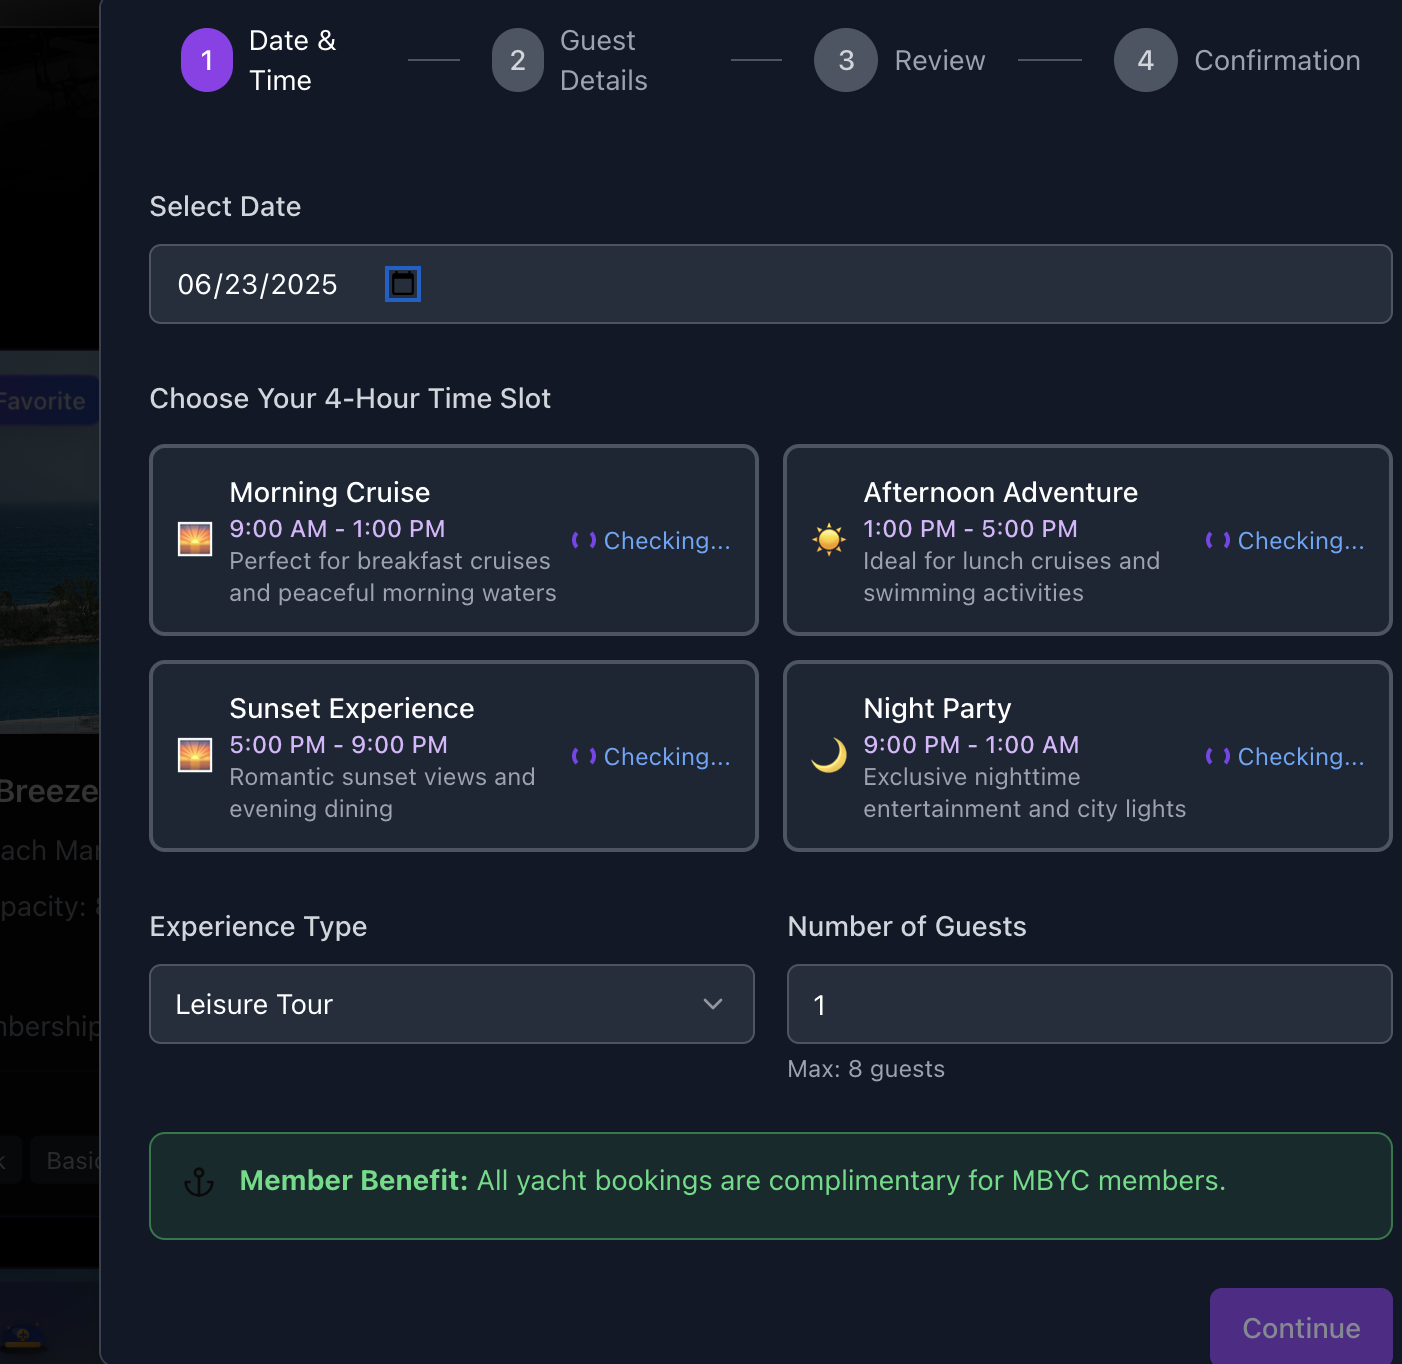 1
Date &
Time
2
Guest
Details
3
Review
4
Confirmation
Select Date
06/23/2025
Favorite
Choose Your 4-Hour Time Slot
Morning Cruise
9:00 AM - 1:00 PM
Perfect for breakfast cruises
and peaceful morning waters
Checking...
Afternoon Adventure
1:00 PM - 5:00 PM
Ideal for lunch cruises and
swimming activities
Checking...
Sunset Experience
5:00 PM - 9:00 PM
Romantic sunset views and
evening dining
Checking...
Night Party
9:00 PM - 1:00 AM
Exclusive nighttime
entertainment and city lights
Checking...
Breeze
Experience Type
Leisure Tour
Number of Guests
1
Max: 8 guests
Member Benefit: All yacht bookings are complimentary for MBYC members.
Continue